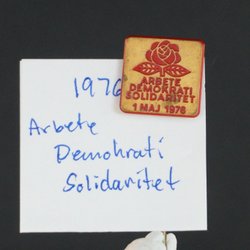 1976
ARBETE
DEMOKRATI
SOLIDARITET
1 MAJ 1976
Arbete
Demokrati
Solidaritet